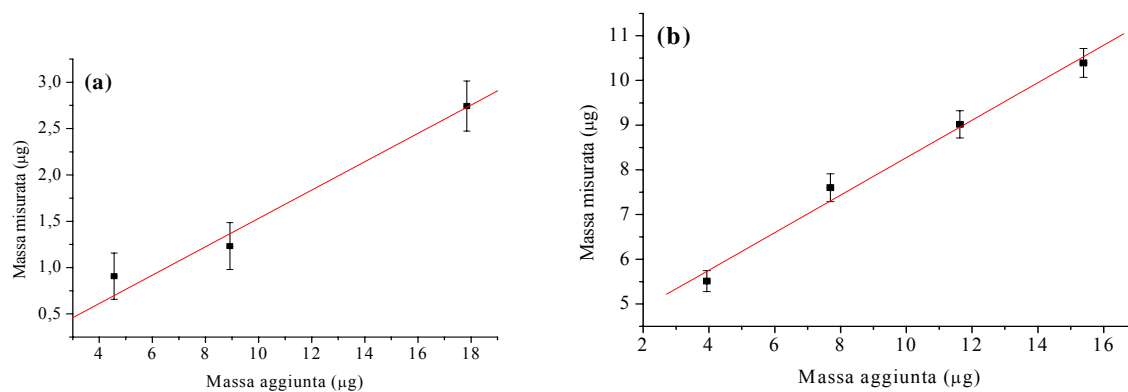 (a)
Massa misurata (µg)
3,0
2,5
2,0
1,5
1,0
0,5
4 6 8 10 12 14 16 18
Massa aggiunta (µg)
(b)
Massa misurata (µg)
11
10
9
8
7
6
5
2 4 6 8 10 12 14 16
Massa aggiunta (µg)